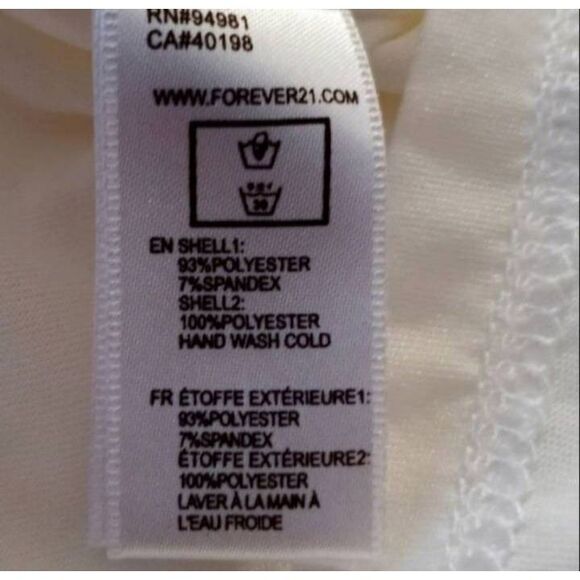 RN#94981
CA#40198
WWW.FOREVER21.COM
30
EN SHELL1:
93%POLYESTER
7%SPANDEX
SHELL2:
100%POLYESTER
HAND WASH COLD
FR ÉTOFFE EXTÉRIEURE1:
93%POLYESTER
7%SPANDEX
ÉTOFFE EXTÉRIEURE2:
100%POLYESTER
LAVER À LA MAIN À
L'EAU FROIDE